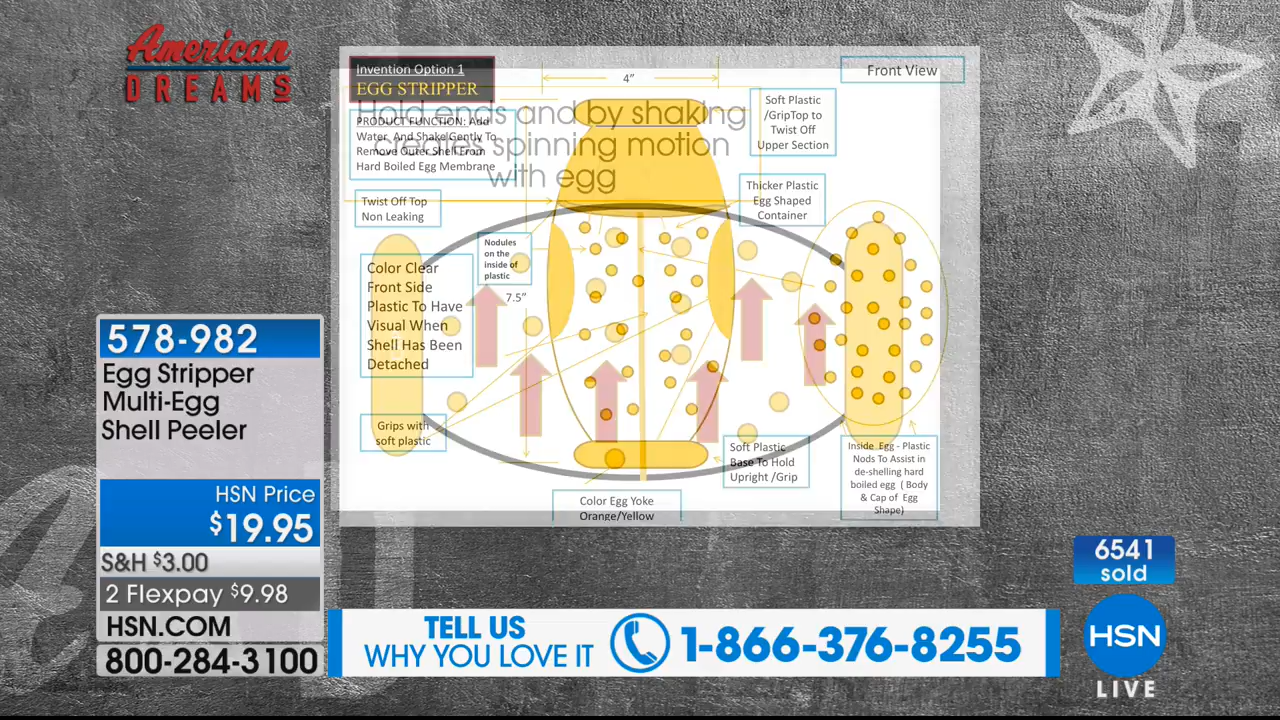 American
DREAMS
Invention Option 1
EGG STRIPPER
Front View
4”
Hold ends and by shaking
creates spinning motion
with egg
PRODUCT FUNCTION: Add
Water, And Shake Gently To
Remove Outer Shell From
Hard Boiled Egg Membrane
Soft Plastic
/GripTop to
Twist Off
Upper Section
Twist Off Top
Non Leaking
Thicker Plastic
Egg Shaped
Container
Nodules
on the
inside of
plastic
Color Clear
Front Side
Plastic To Have
Visual When
Shell Has Been
Detached
7.5”
Grips with
soft plastic
Soft Plastic
Base To Hold
Upright /Grip
Inside Egg - Plastic
Nods To Assist in
de-shelling hard
boiled egg ( Body
& Cap of Egg
Shape)
Color Egg Yoke
Orange/Yellow
578-982
Egg Stripper
Multi-Egg
Shell Peeler
HSN Price
$19.95
S&H $3.00
2 Flexpay $9.98
HSN.COM
800-284-3100
TELL US
WHY YOU LOVE IT
1-866-376-8255
6541
sold
HSN
LIVE